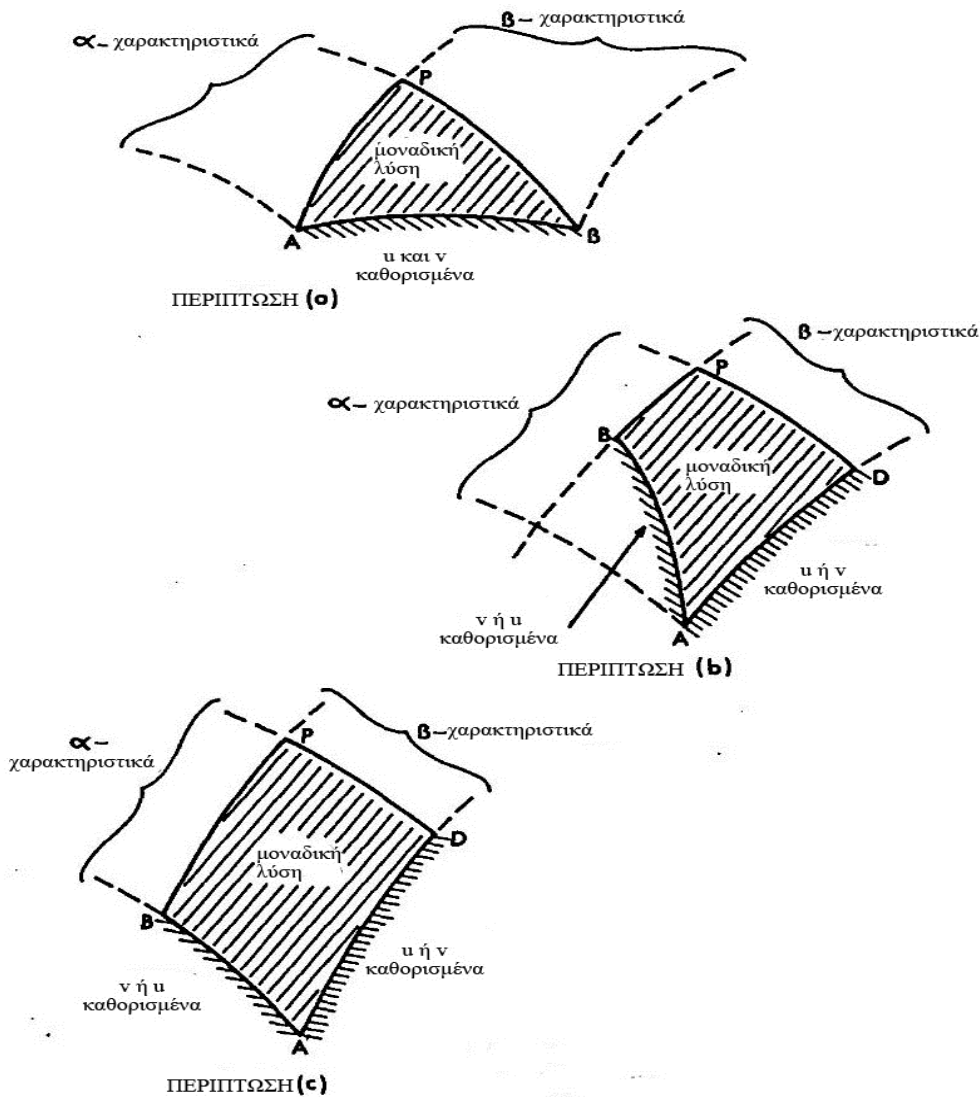 β – χαρακτηριστικά
α – χαρακτηριστικά
P
μοναδική
λύση
A
B
u και v
καθορισμένα
ΠΕΡΙΠΤΩΣΗ (a)
β – χαρακτηριστικά
α – χαρακτηριστικά
P
B
μοναδική
λύση
D
u ή v
καθορισμένα
v ή u
καθορισμένα
A
ΠΕΡΙΠΤΩΣΗ (b)
α –
χαρακτηριστικά
β – χαρακτηριστικά
P
D
μοναδική
λύση
B
u ή v
καθορισμένα
v ή u
καθορισμένα
A
ΠΕΡΙΠΤΩΣΗ (c)